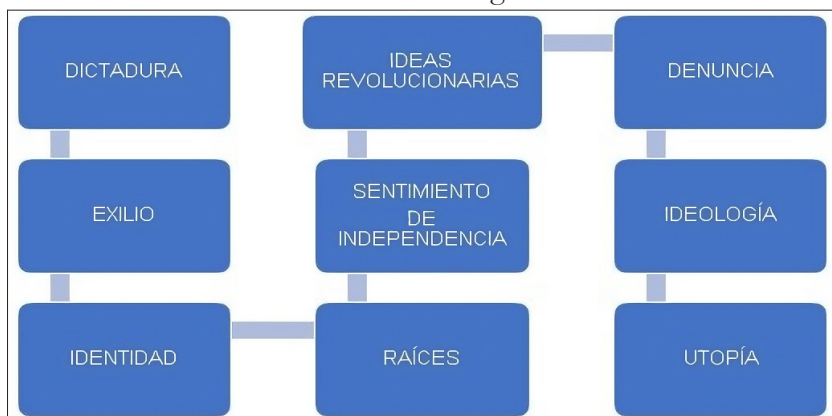 DICTADURA
EXILIO
IDENTIDAD
RAÍCES
SENTIMIENTO
DE
INDEPENDENCIA
IDEAS
REVOLUCIONARIAS
DENUNCIA
IDEOLOGÍA
UTOPÍA